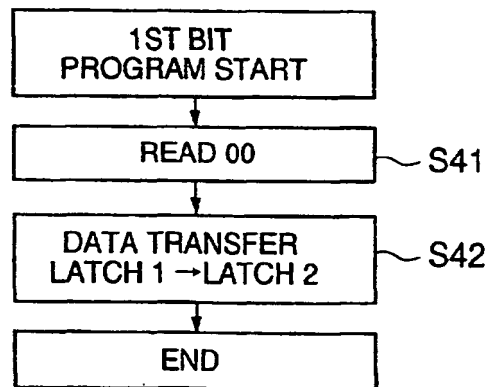 1ST BIT
PROGRAM START
READ 00
S41
DATA TRANSFER
LATCH 1 → LATCH 2
S42
END